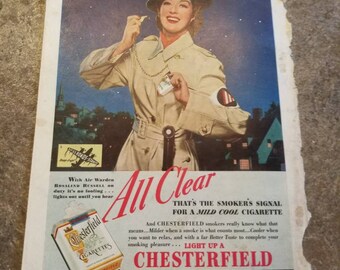 With Air Warden
ROSALIND RUSSELL on
duty it's no fooling ...
lights out until you hear
All Clear
THAT'S THE SMOKER'S SIGNAL
FOR A MILD COOL CIGARETTE
And CHESTERFIELD smokers really know what that
means... Milder when a smoke is what counts most... Cooler when
you want to relax, and with a far Better Taste to complete your
smoking pleasure ... LIGHT UP A
CHESTERFIELD
Chesterfield
CIGARETTES